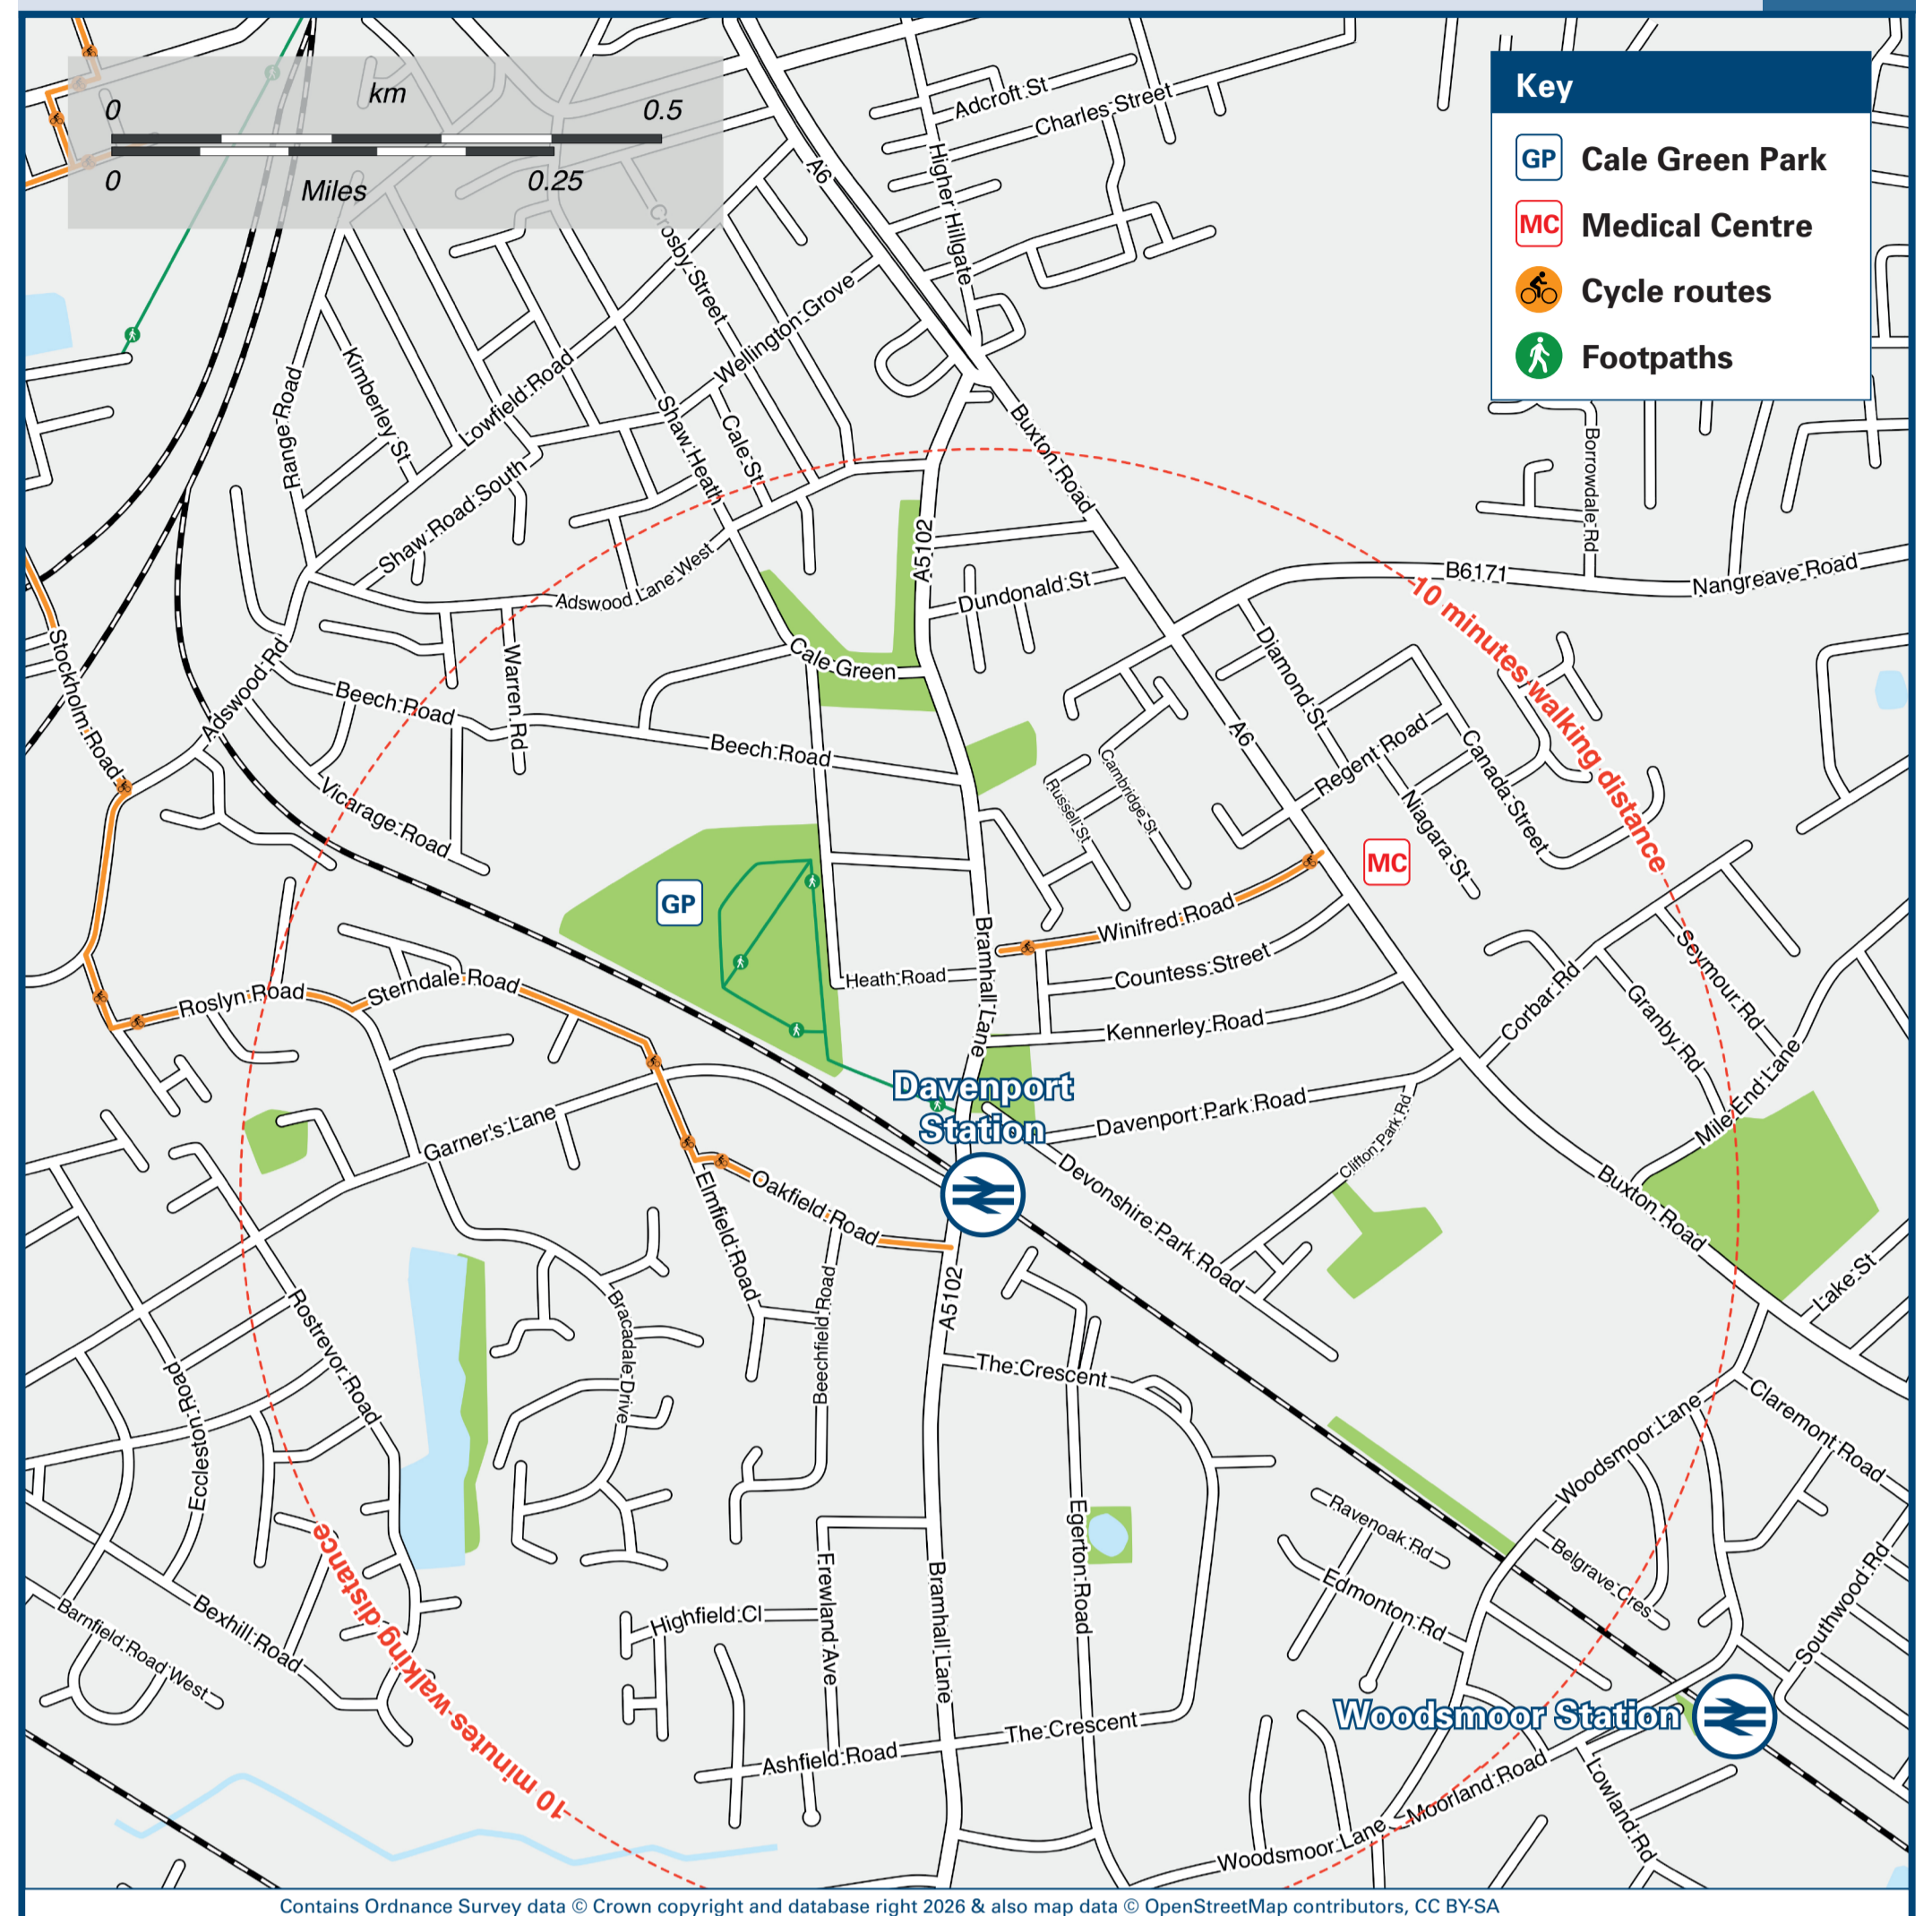 0
km
0.5
0
Miles
0.25
Key
GP
Cale Green Park
MC
Medical Centre
Cycle routes
Footpaths
Adcroft St
Charles Street
Higher Hillgate
A6
Crosby Street
Wellington Grove
Kimberley St
Range Road
Lowfield Road
Shaw Heath
Cale St
Buxton Road
Borrowdale Rd
Shaw Road South
A5102
B6171
Nangreave Road
Adswood Lane West
Dundonald St
10 minutes walking distance
Stockholm Road
Adswood Rd
Warren Rd
Cale Green
Diamond St
Beech Road
Beech Road
A6
Regent Road
Canada Street
Vicarage Road
Russell St
Cambridge St
Niagara St
MC
GP
Bramhall Lane
Winifred Road
Heath Road
Countess Street
Seymour Rd
Roslyn Road
Sterndale Road
Kennerley Road
Corbar Rd
Granby Rd
Mile End Lane
Davenport
Station
Davenport Park Road
Clifton Park Rd
Garner's Lane
Devonshire Park Road
Elmfield Road
Oakfield Road
Buxton Road
Lake St
A5102
Rostrevor Road
Bracadale Drive
Beechfield Road
The Crescent
Eccleston Road
Woodsmoor Lane
Claremont Road
Ravenoak Rd
Egerton Road
Belgrave Cres
Southwood Rd
Edmonton Rd
10 minutes walking distance
Frewland Ave
Bramhall Lane
Highfield Cl
Barnfield Road West
Bexhill Road
Woodsmoor Station
The Crescent
Ashfield Road
Moorland Road
Lowland Rd
Woodsmoor Lane
Contains Ordnance Survey data © Crown copyright and database right 2026 & also map data © OpenStreetMap contributors, CC BY-SA